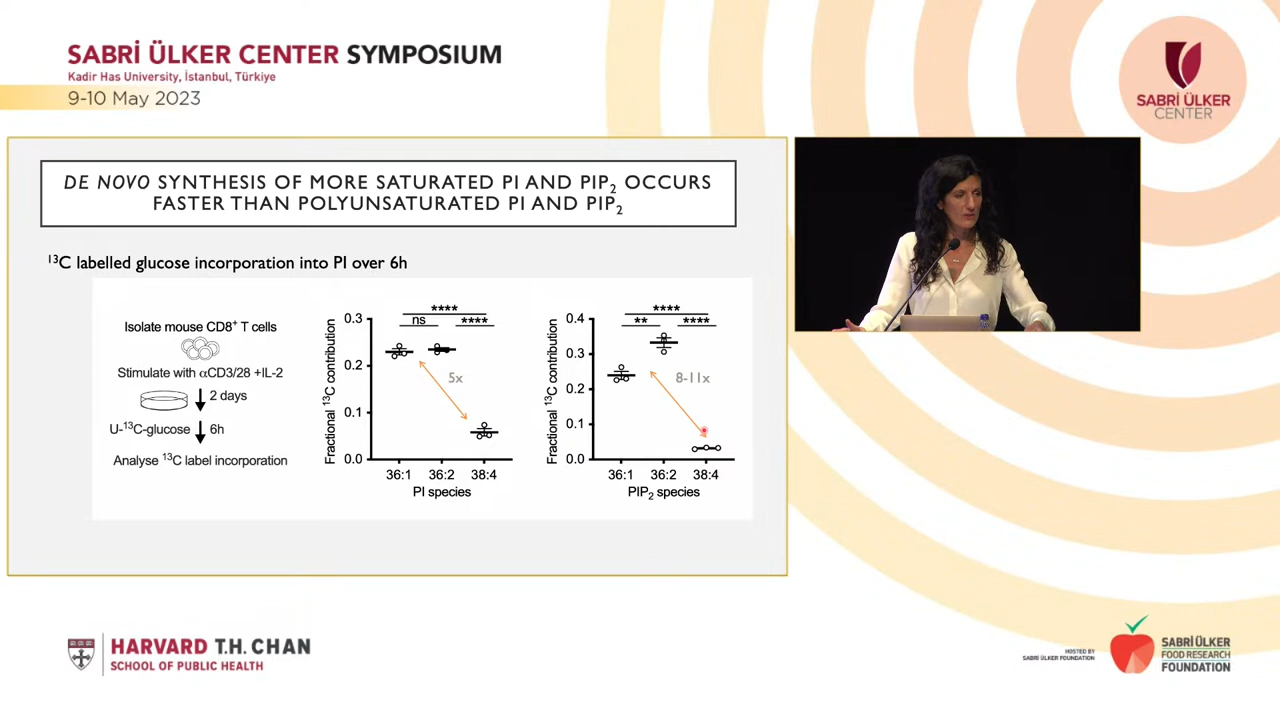 SABRİ ÜLKER CENTER SYMPOSIUM
Kadir Has University, İstanbul, Türkiye
9-10 May 2023
SABRİ ÜLKER
CENTER
DE NOVO SYNTHESIS OF MORE SATURATED PI AND PIP2 OCCURS
FASTER THAN POLYUNSATURATED PI AND PIP2
13C labelled glucose incorporation into PI over 6h
Isolate mouse CD8+ T cells
Stimulate with αCD3/28 +IL-2
2 days
U-13C-glucose
6h
Analyse 13C label incorporation
Fractional 13C contribution
0.3
0.2
0.1
0.0
****
ns
****
5x
36:1
36:2
38:4
PI species
Fractional 13C contribution
0.4
0.3
0.2
0.1
0.0
****
**
****
8-11x
36:1
36:2
38:4
PIP2 species
HARVARD T.H. CHAN
SCHOOL OF PUBLIC HEALTH
HOSTED BY
SABRİ ÜLKER FOUNDATION
SABRİ ÜLKER
FOOD RESEARCH
FOUNDATION